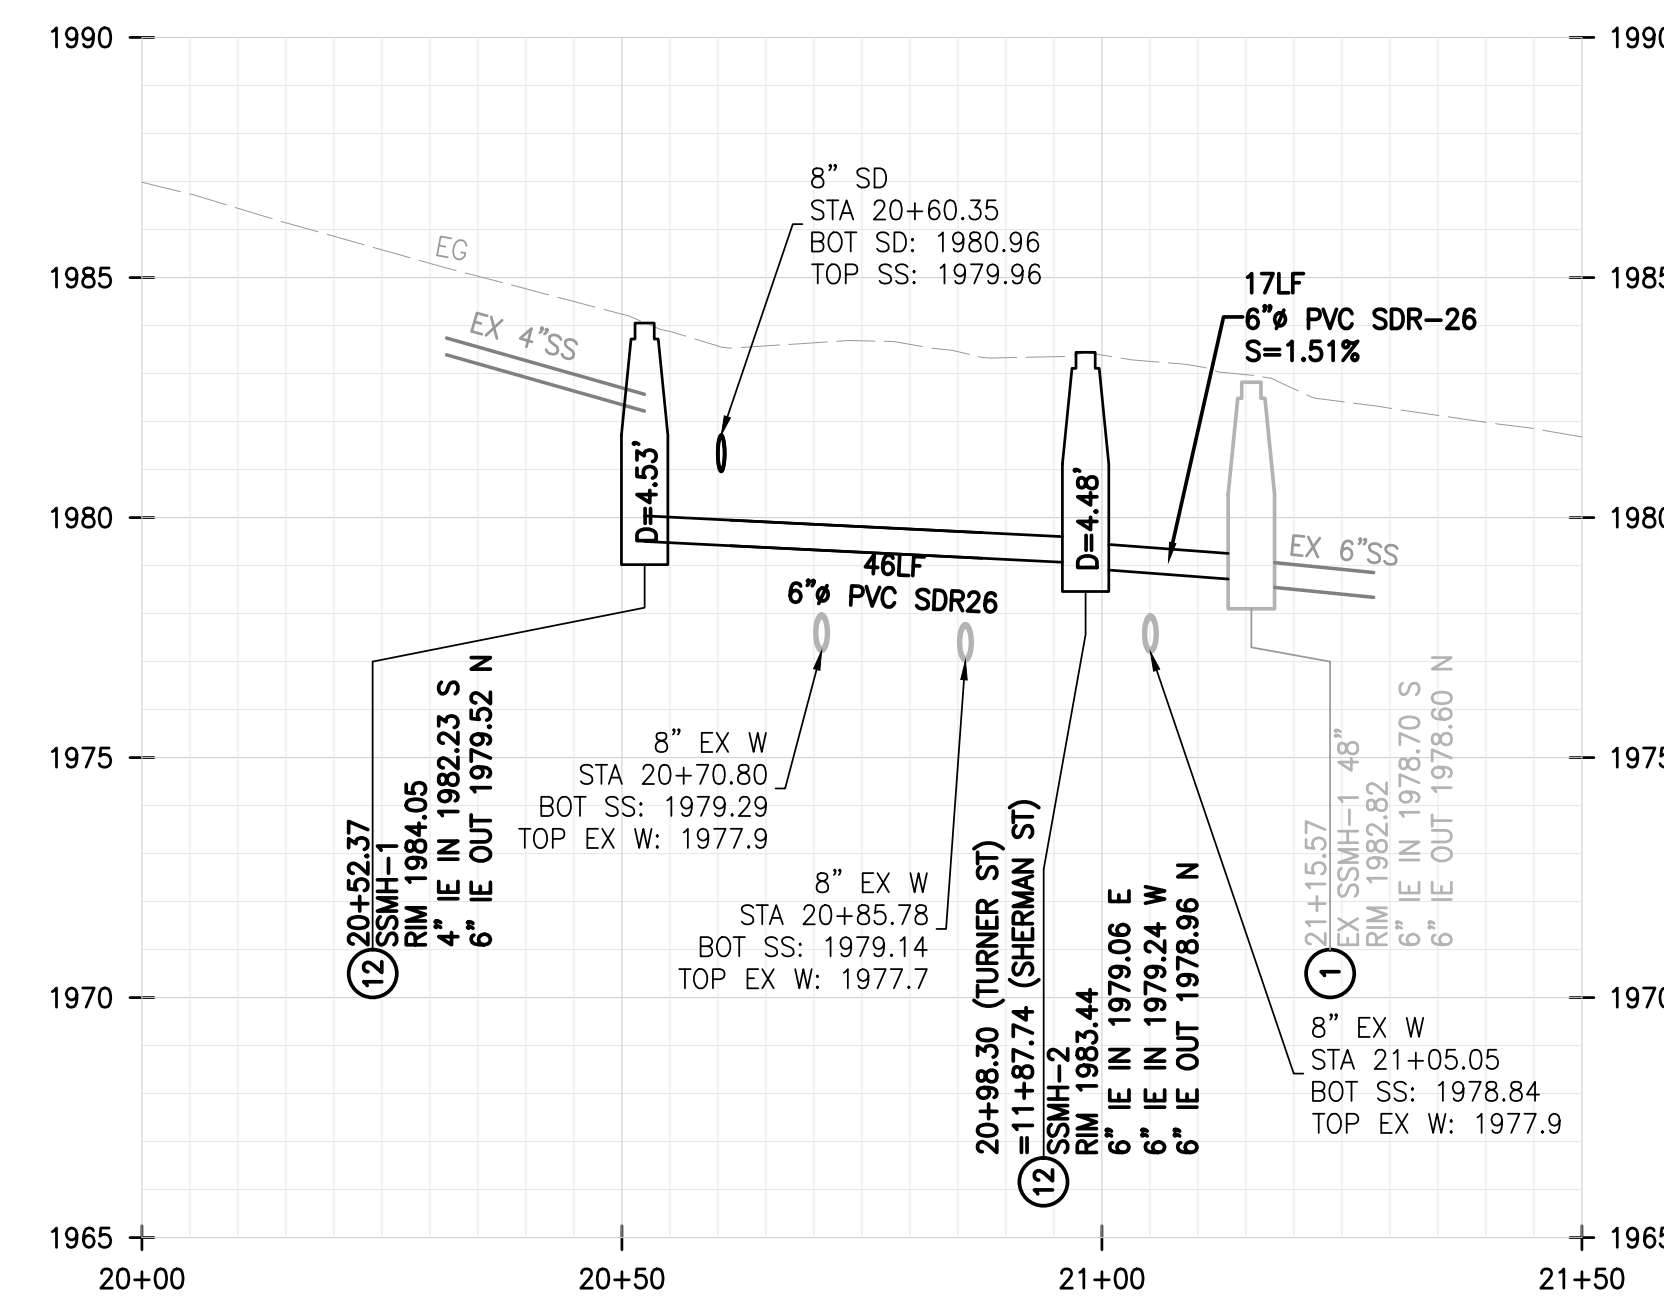 1990
1990
1985
1985
1980
1980
1975
1975
1970
1970
1965
1965
20+00
20+50
21+00
21+50
EG
EX 4"SS
8" SD
STA 20+60.35
BOT SD: 1980.96
TOP SS: 1979.96
17LF
6"ø PVC SDR-26
S=1.51%
D=4.53'
D=4.48'
EX 6"SS
46LF
6"ø PVC SDR26
20+52.37
SSMH-1
RIM 1984.05
4" IE IN 1982.23 S
6" IE OUT 1979.52 N
12
8" EX W
STA 20+70.80
BOT SS: 1979.29
TOP EX W: 1977.9
8" EX W
STA 20+85.78
BOT SS: 1979.14
TOP EX W: 1977.7
20+98.30 (TURNER ST)
=11+87.74 (SHERMAN ST)
SSMH-2
RIM 1983.44
6" IE IN 1979.06 E
6" IE IN 1979.24 W
6" IE OUT 1978.96 N
12
21+15.57
EX SSMH-1 48"
RIM 1982.82
6" IE IN 1978.70 S
6" IE OUT 1978.60 N
1
8" EX W
STA 21+05.05
BOT SS: 1978.84
TOP EX W: 1977.9